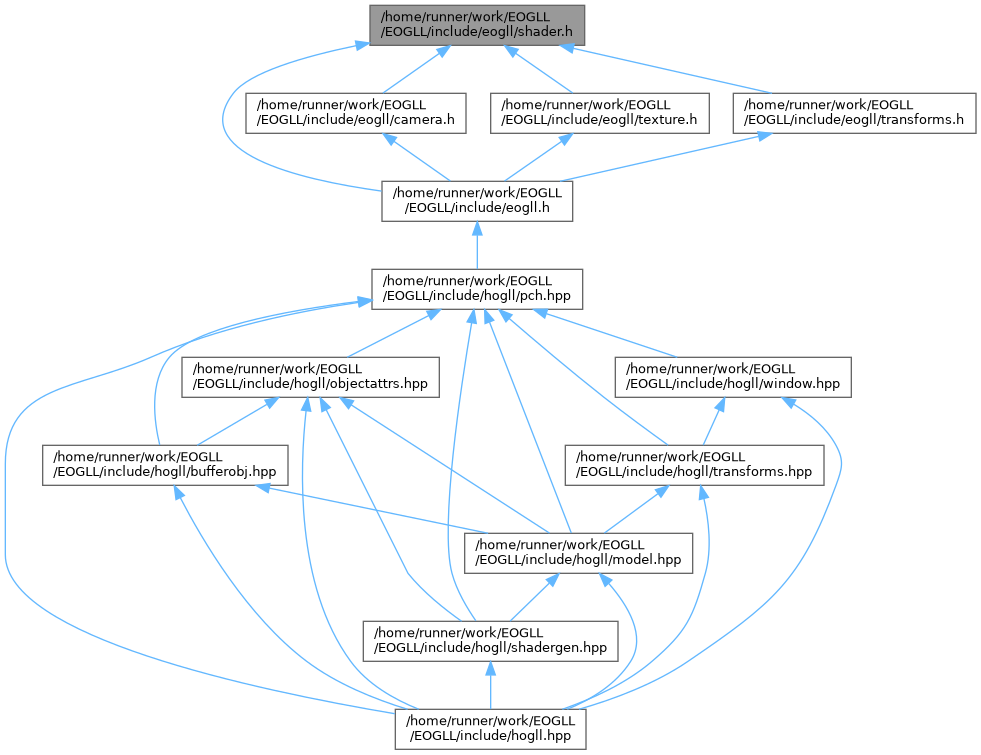 /home/runner/work/EOGLL
/EOGLL/include/eogll/shader.h
/home/runner/work/EOGLL
/EOGLL/include/eogll/camera.h
/home/runner/work/EOGLL
/EOGLL/include/eogll/texture.h
/home/runner/work/EOGLL
/EOGLL/include/eogll/transforms.h
/home/runner/work/EOGLL
/EOGLL/include/eogll.h
/home/runner/work/EOGLL
/EOGLL/include/hogll/pch.hpp
/home/runner/work/EOGLL
/EOGLL/include/hogll/objectattrs.hpp
/home/runner/work/EOGLL
/EOGLL/include/hogll/window.hpp
/home/runner/work/EOGLL
/EOGLL/include/hogll/bufferobj.hpp
/home/runner/work/EOGLL
/EOGLL/include/hogll/transforms.hpp
/home/runner/work/EOGLL
/EOGLL/include/hogll/model.hpp
/home/runner/work/EOGLL
/EOGLL/include/hogll/shadergen.hpp
/home/runner/work/EOGLL
/EOGLL/include/hogll.hpp